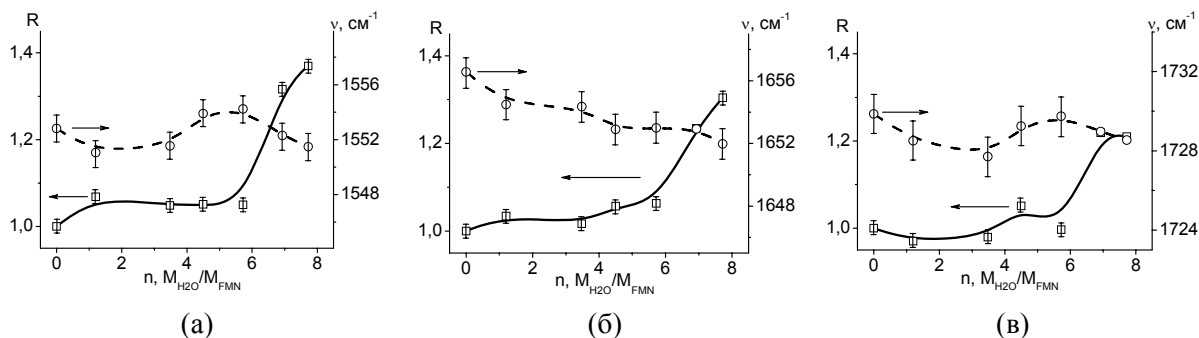 R
ν, см⁻¹
1,4
1,2
1,0
1556
1552
1548
0 2 4 6 8
n, M_H2O/M_FMN
(а)
R
ν, см⁻¹
1,4
1,2
1,0
1656
1652
1648
0 2 4 6 8
n, M_H2O/M_FMN
(б)
R
ν, см⁻¹
1,4
1,2
1,0
1732
1728
1724
0 2 4 6 8
n, M_H2O/M_FMN
(в)